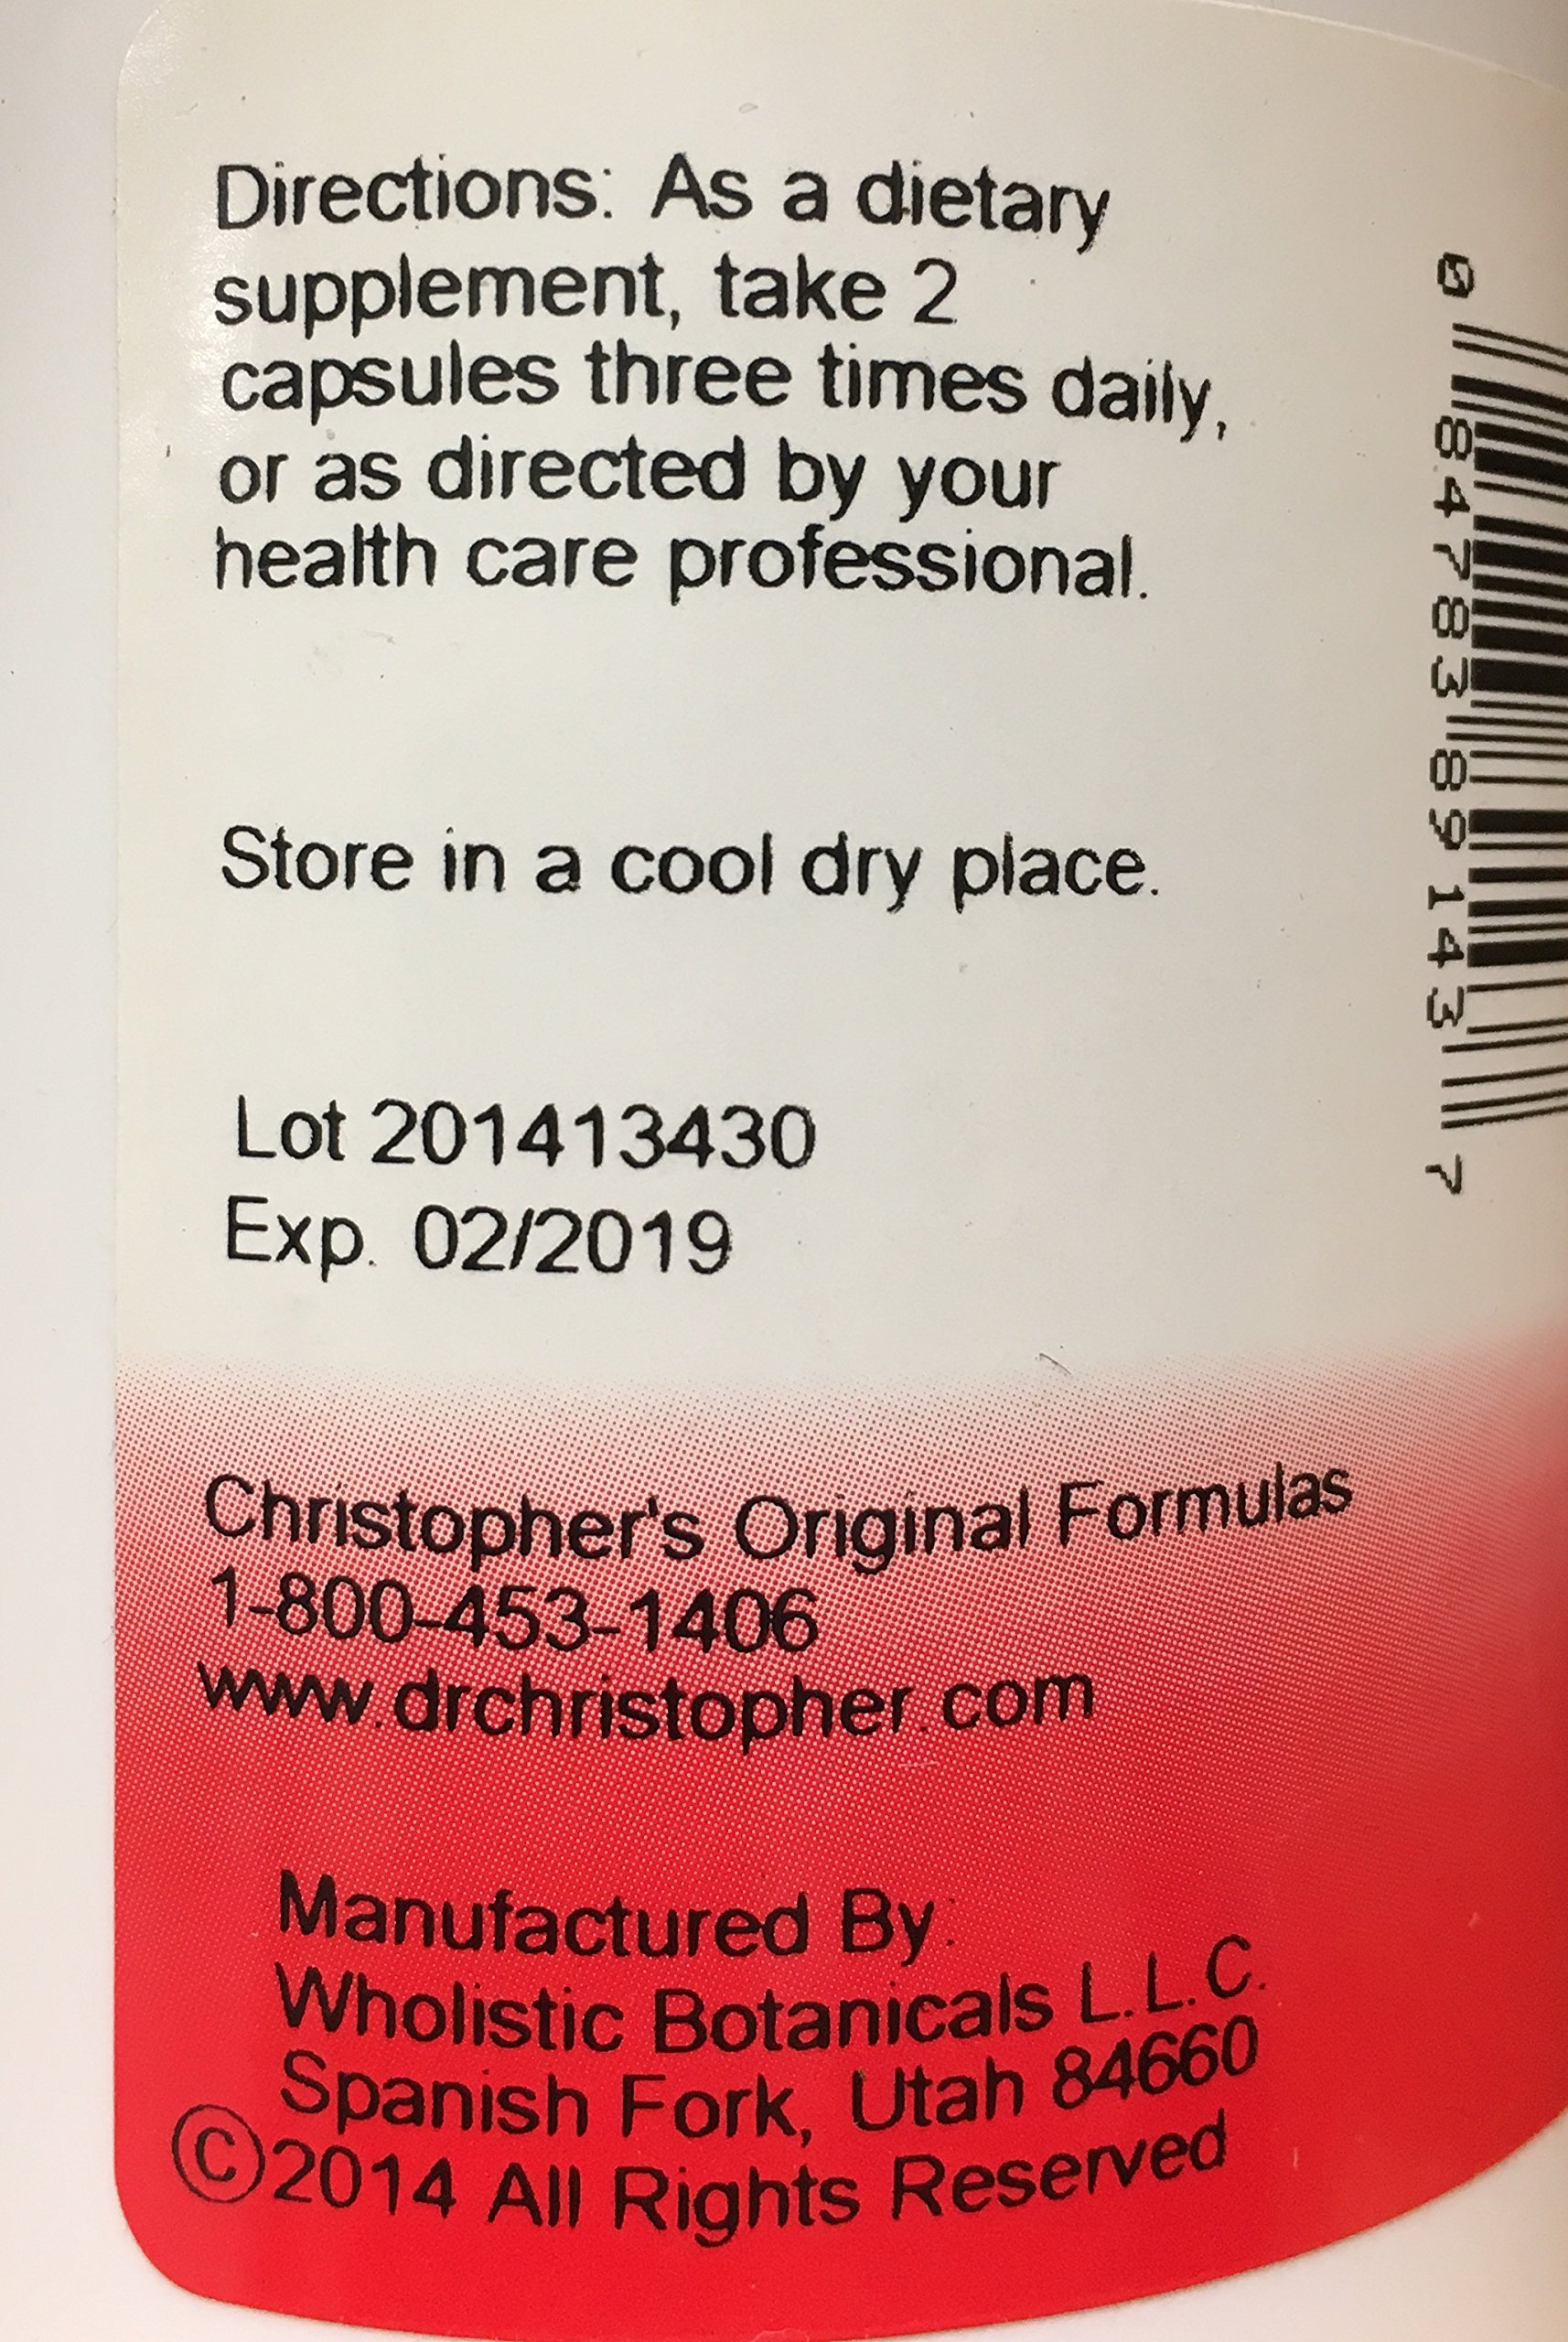 Directions: As a dietary
supplement, take 2
capsules three times daily,
or as directed by your
health care professional.
Store in a cool dry place.
Lot 201413430
Exp. 02/2019
Christopher's Original Formulas
1-800-453-1406
www.drchristopher.com
Manufactured By:
Wholistic Botanicals L.L.C.
Spanish Fork, Utah 84660
©2014 All Rights Reserved
0 84783 89143 7